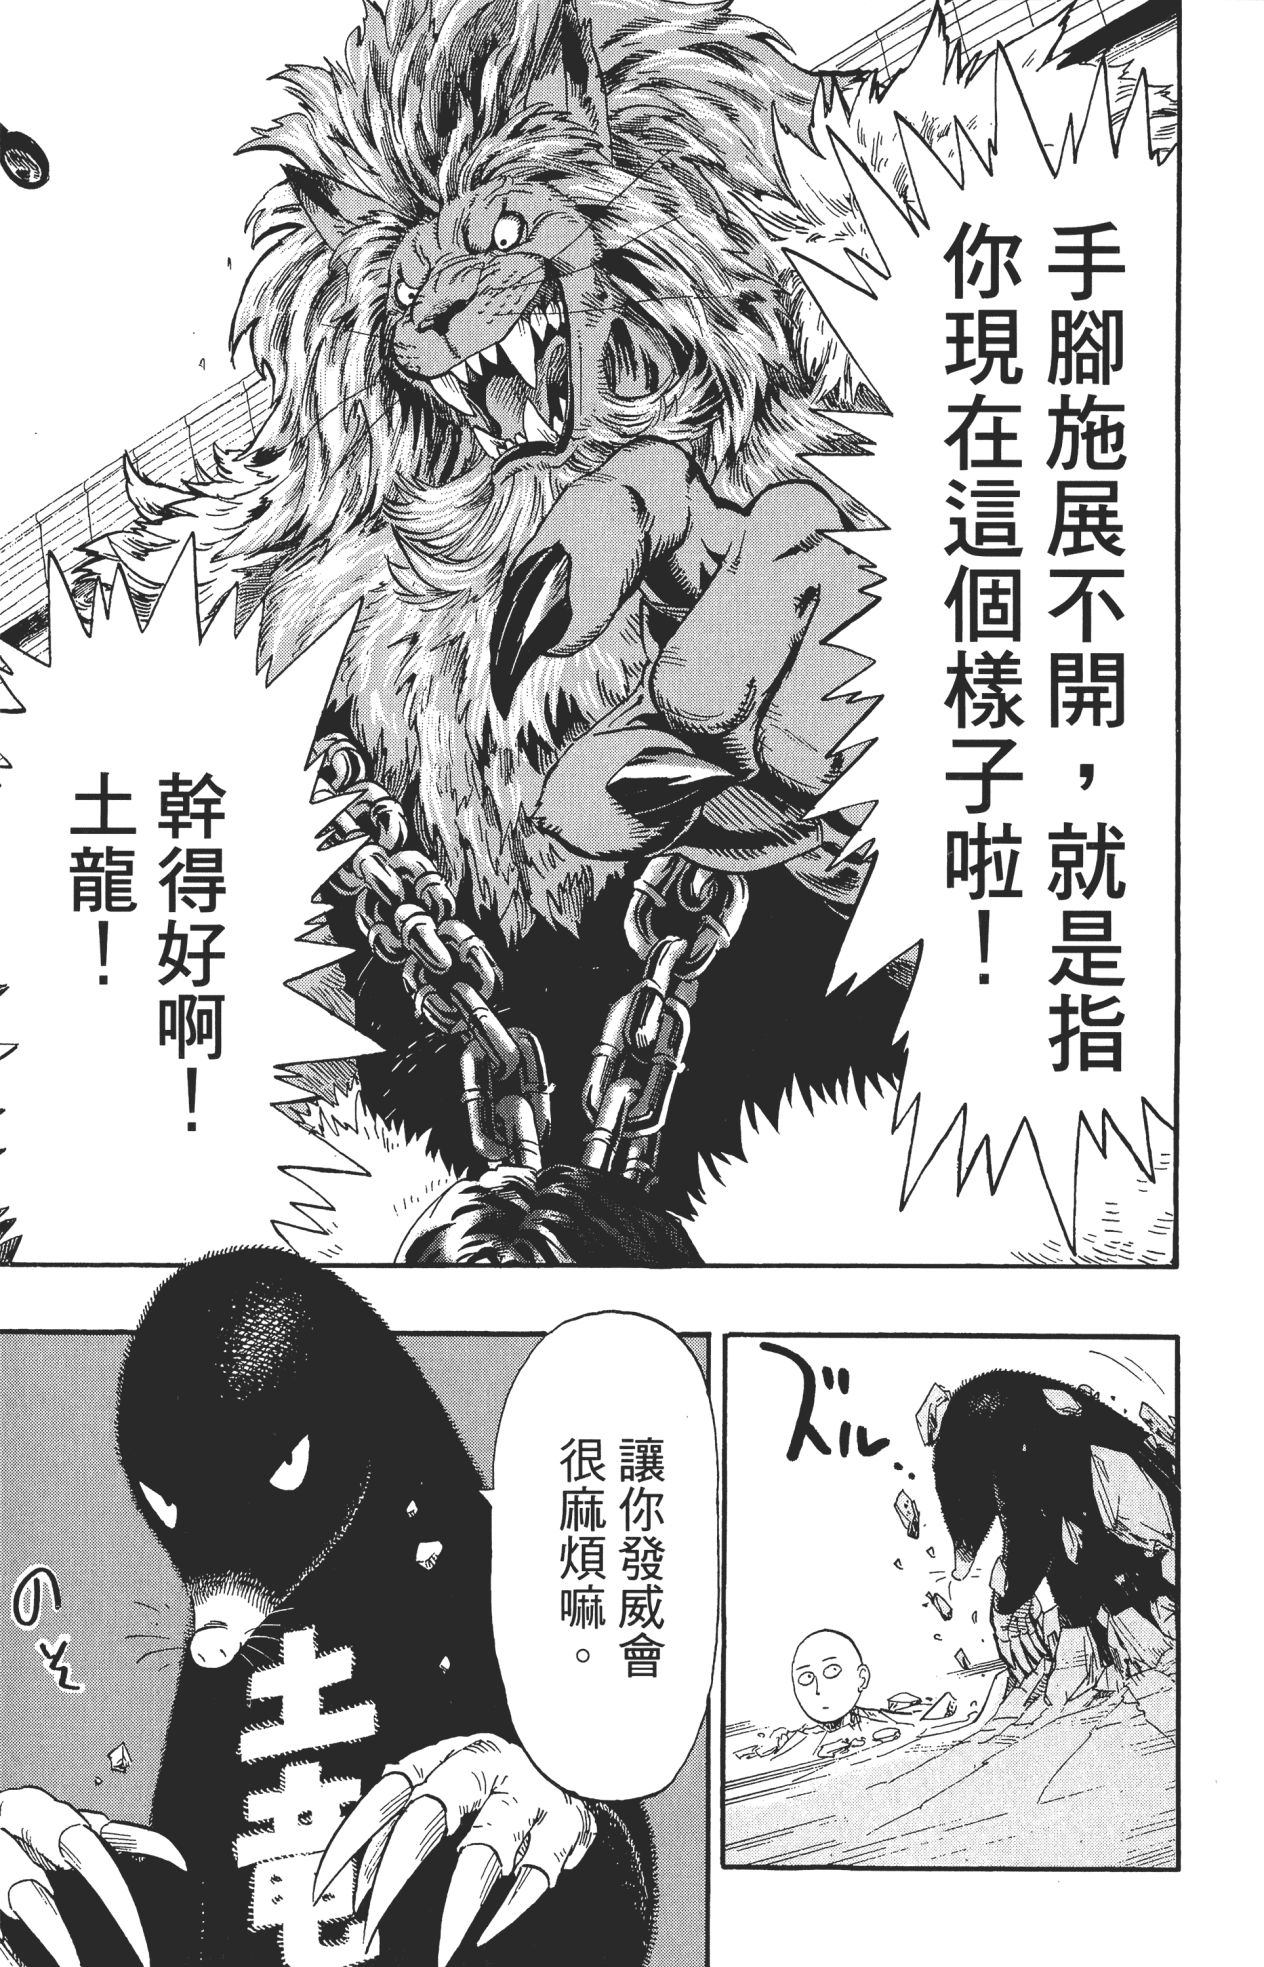 手腳施展不開，就是指
你現在這個樣子啦！
幹得好啊！
土龍！
ズル…
讓你發威會
很麻煩嘛。
のそ
土竜